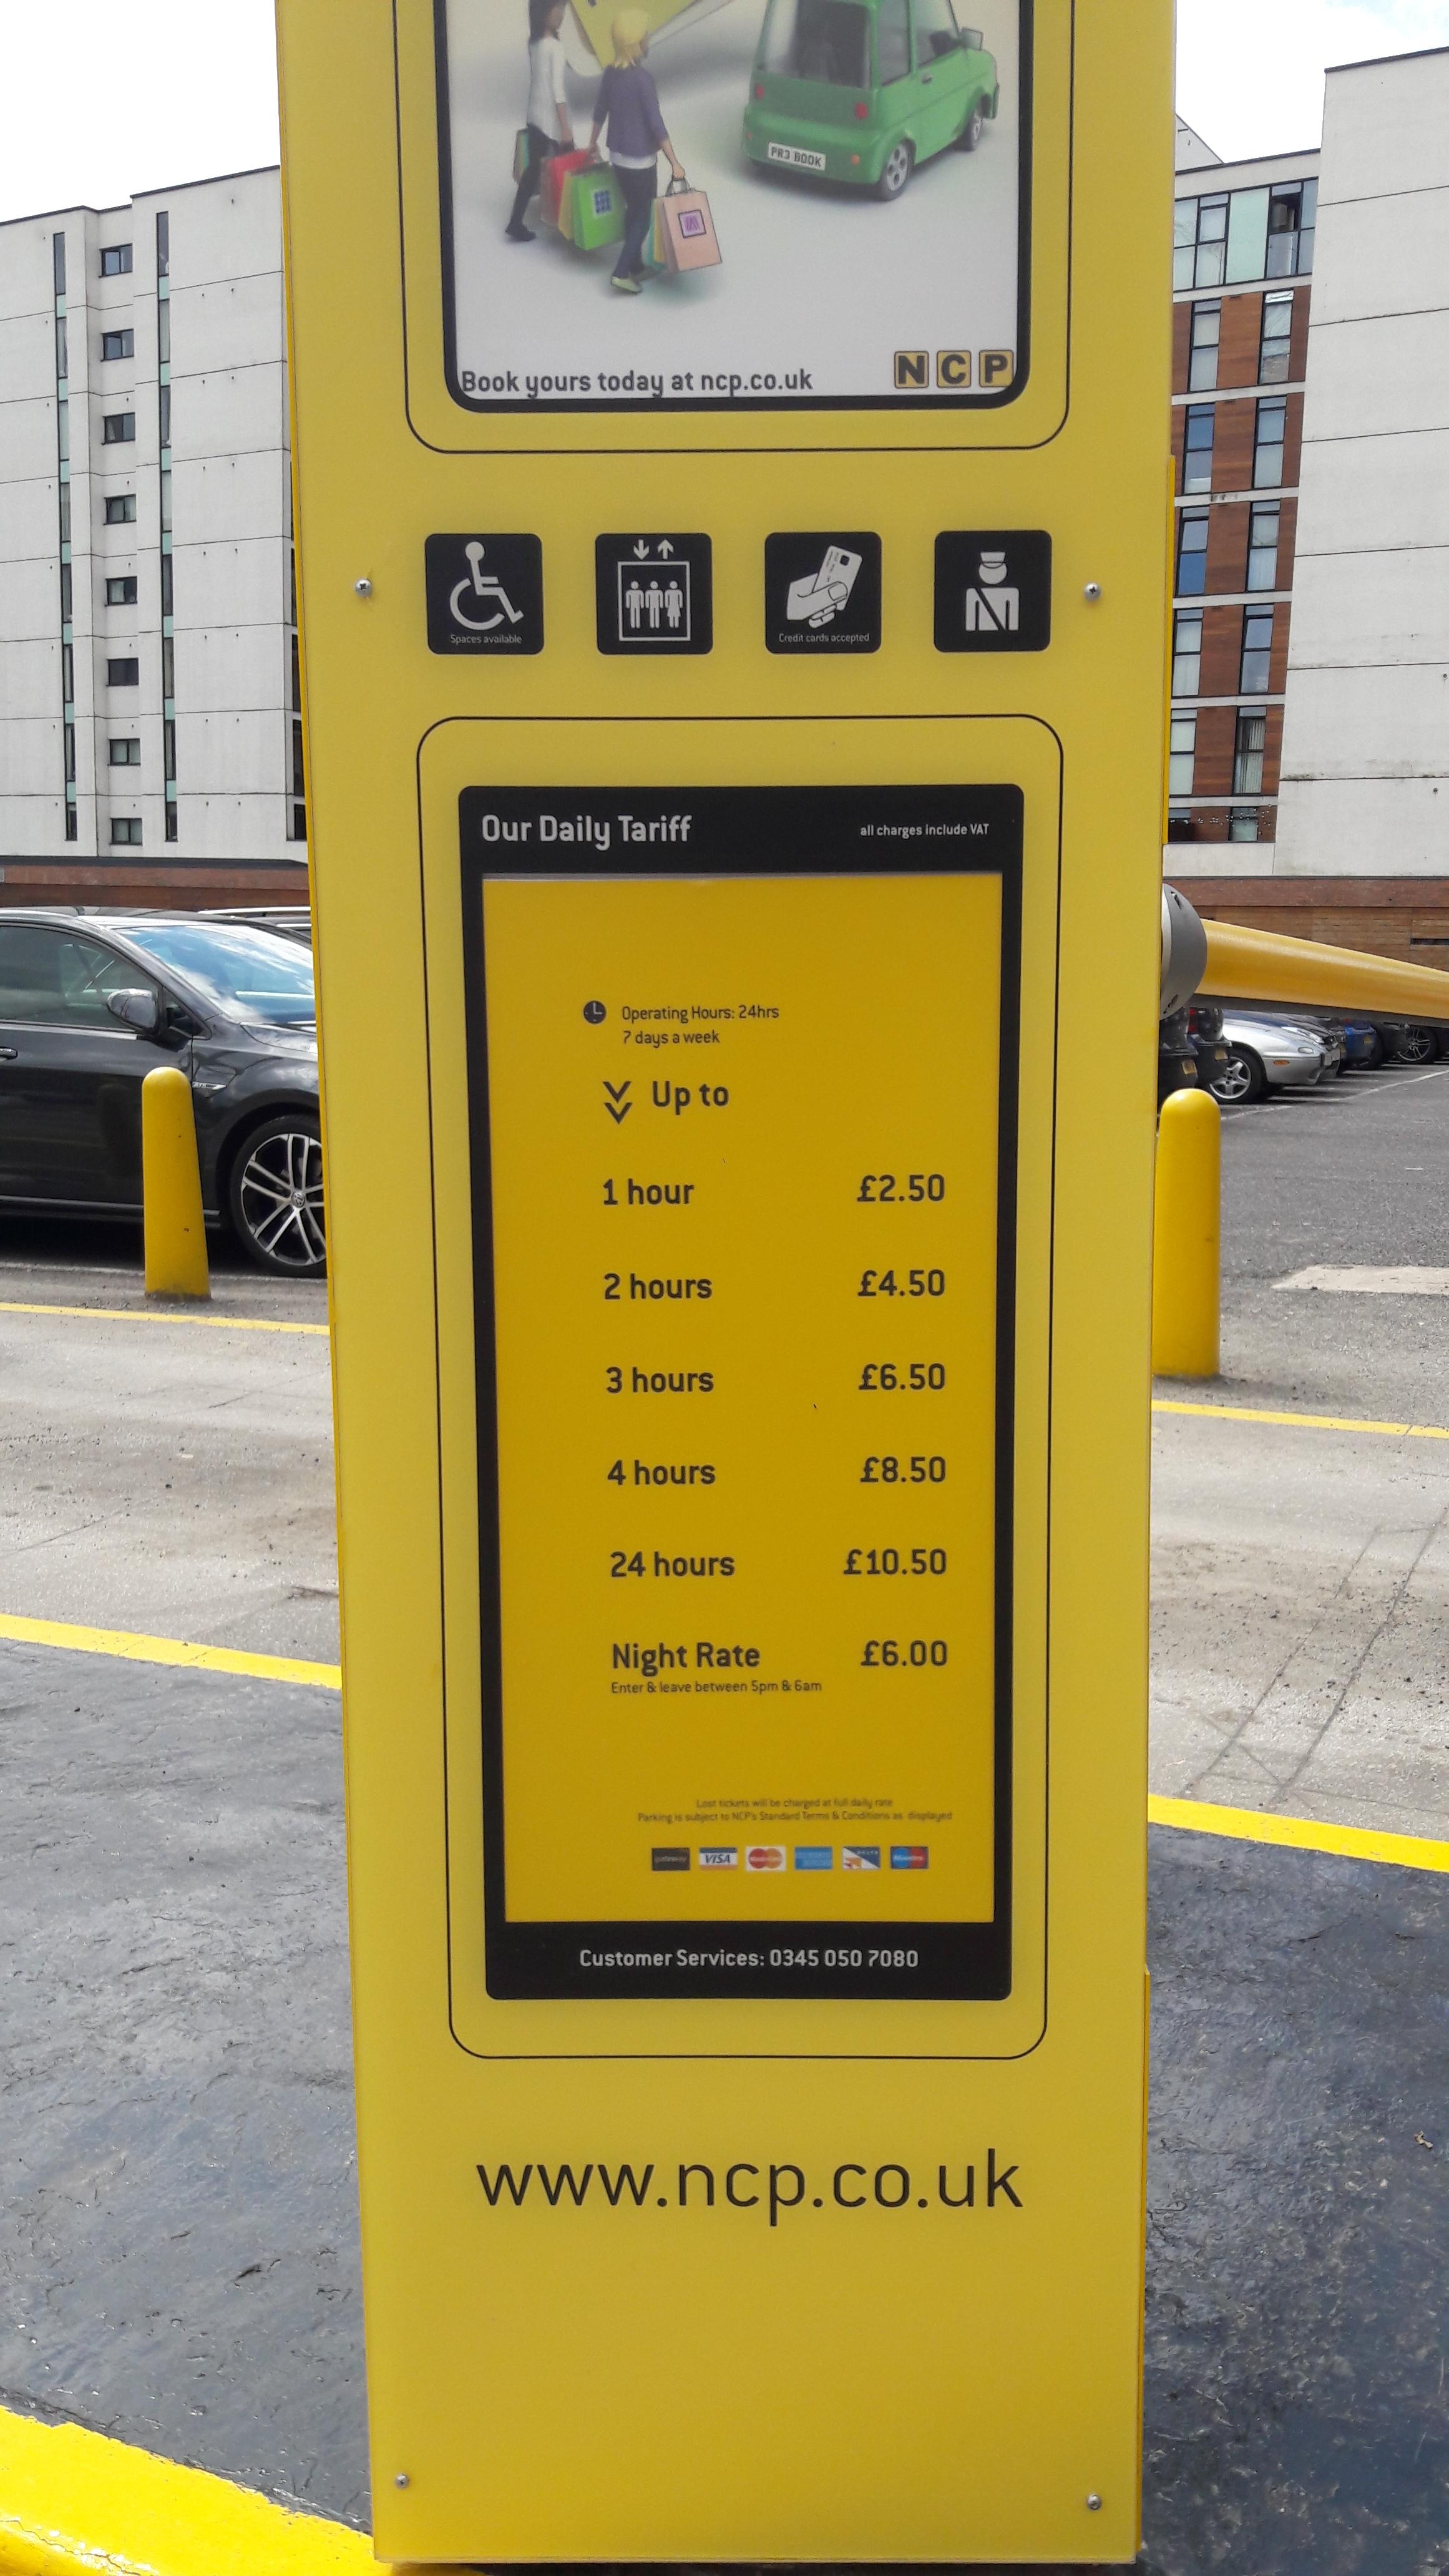 PR3 BOOK
Book yours today at ncp.co.uk
NCP
Spaces available
Credit cards accepted
Our Daily Tariff all charges include VAT
Operating Hours: 24hrs
7 days a week
Up to
1 hour £2.50
2 hours £4.50
3 hours £6.50
4 hours £8.50
24 hours £10.50
Night Rate £6.00
Enter & leave between 5pm & 6am
Lost tickets will be charged at full daily rate
Parking is subject to NCP's Standard Terms & Conditions as displayed
VISA
Customer Services: 0345 050 7080
www.ncp.co.uk